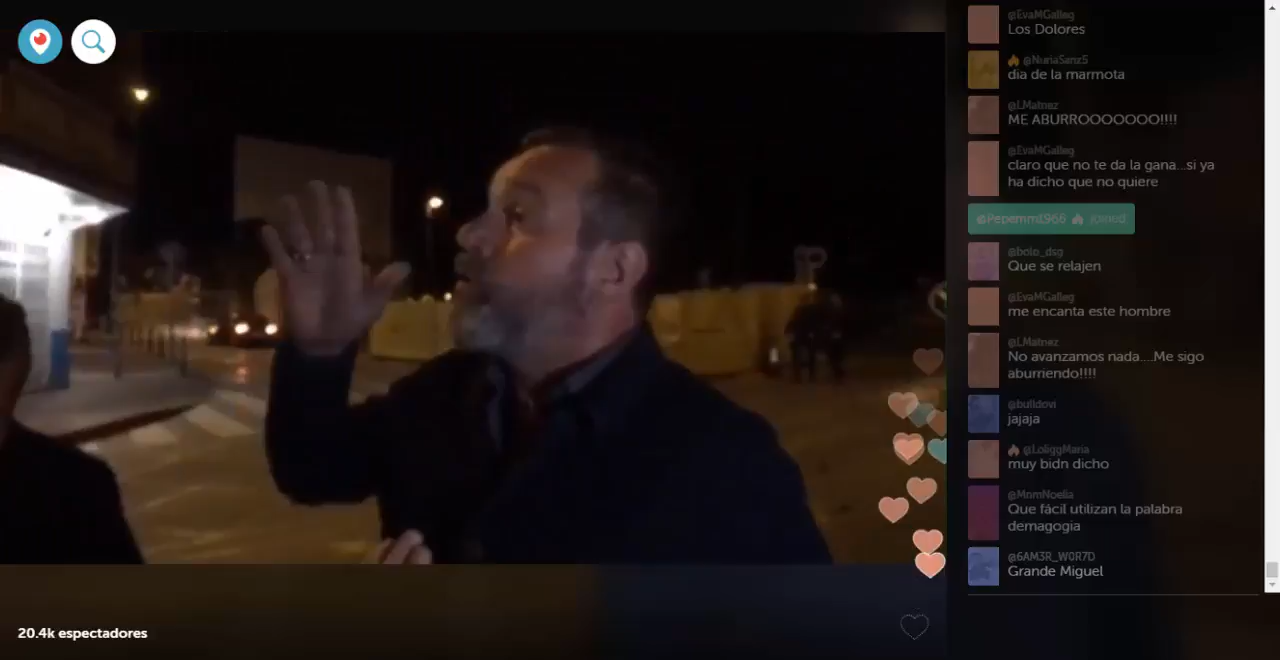 @EvaMGalleg
Los Dolores
@NuriaSanz5
dia de la marmota
@LMatnez
ME ABURROOOOOOO!!!!
@EvaMGalleg
claro que no te da la gana...si ya
ha dicho que no quiere
@Pepemm1966 joined
@bolo_dsg
Que se relajen
@EvaMGalleg
me encanta este hombre
@LMatnez
No avanzamos nada....Me sigo
aburriendo!!!!
@bulldovi
jajaja
@LoliggMaria
muy bidn dicho
@MnmNoelia
Que fácil utilizan la palabra
demagogia
@6AM3R_W0R7D
Grande Miguel
20.4k espectadores